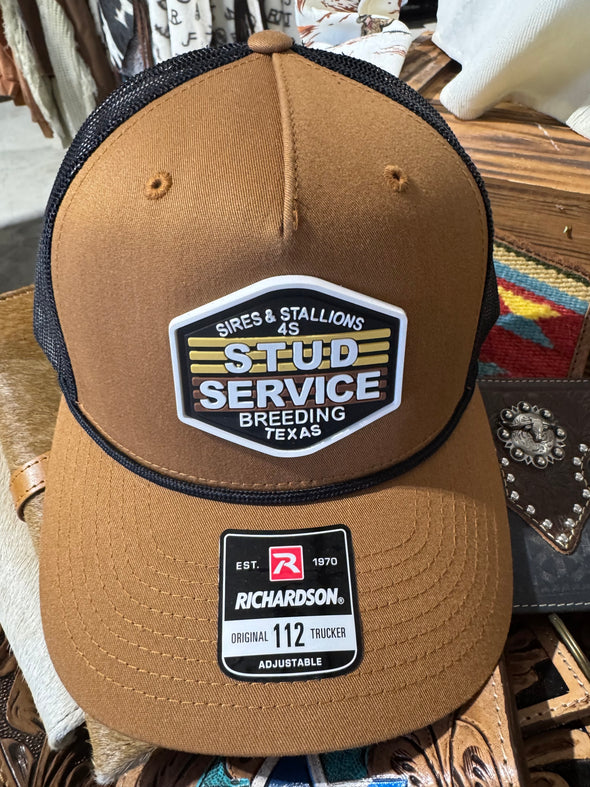 SIRES & STALLIONS
4S
STUD
SERVICE
BREEDING
TEXAS
EST. R 1970
RICHARDSON®
ORIGINAL 112 TRUCKER
ADJUSTABLE